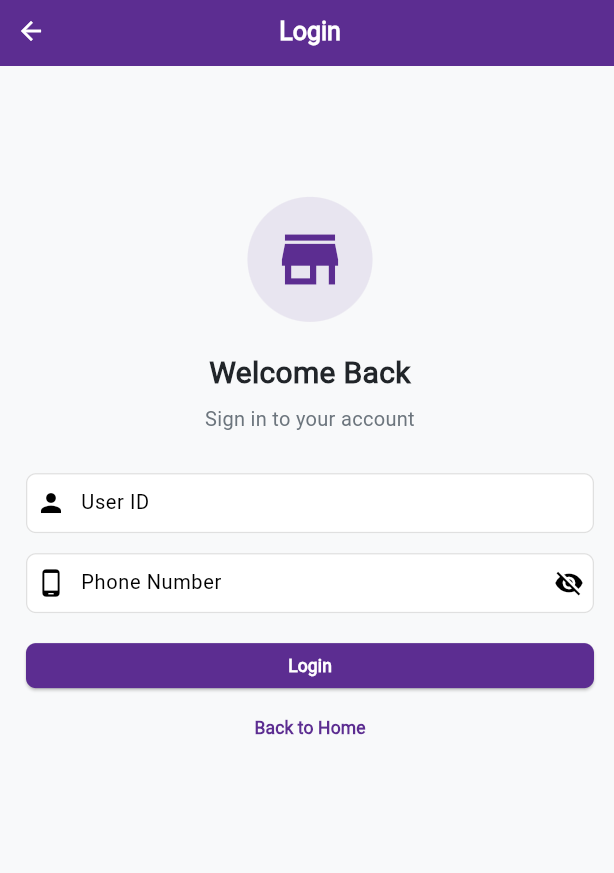 Login
Welcome Back
Sign in to your account
User ID
Phone Number
Login
Back to Home